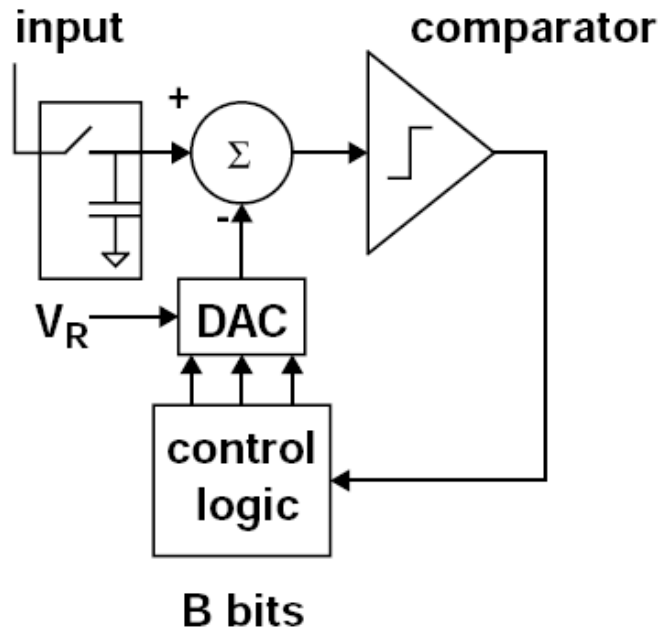 input
comparator
+
Σ
-
V_R
DAC
control
logic
B bits